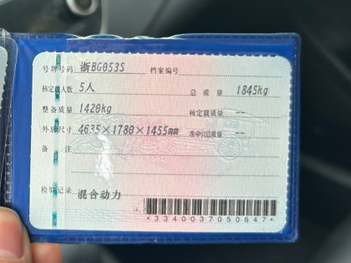 号牌号码 浙BG0535 档案编号
核定载人数 5人 总质量 1845kg
整备质量 1420kg 核定载质量 --
外廓尺寸 4635×1780×1455mm 准牵引总质量 --
备注
检验记录 混合动力
*3340037050647*